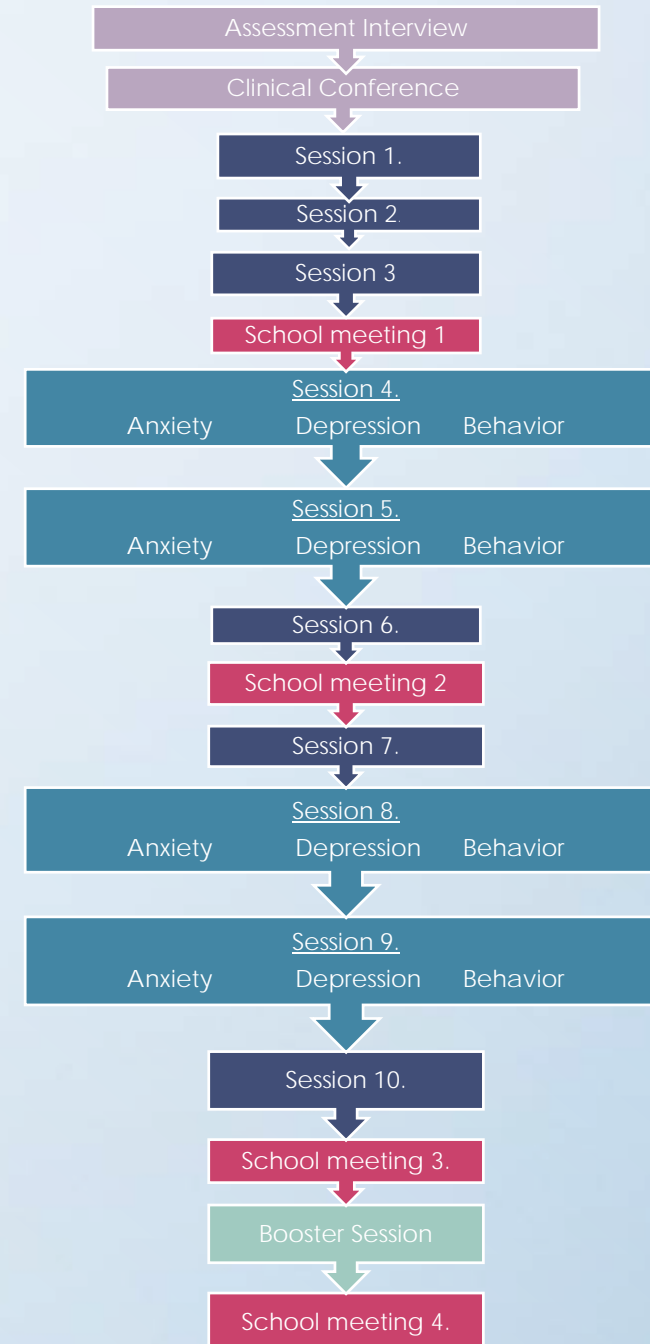 Assessment Interview
Clinical Conference
Session 1.
Session 2.
Session 3
School meeting 1
Session 4.
Anxiety Depression Behavior
Session 5.
Anxiety Depression Behavior
Session 6.
School meeting 2
Session 7.
Session 8.
Anxiety Depression Behavior
Session 9.
Anxiety Depression Behavior
Session 10.
School meeting 3.
Booster Session
School meeting 4.